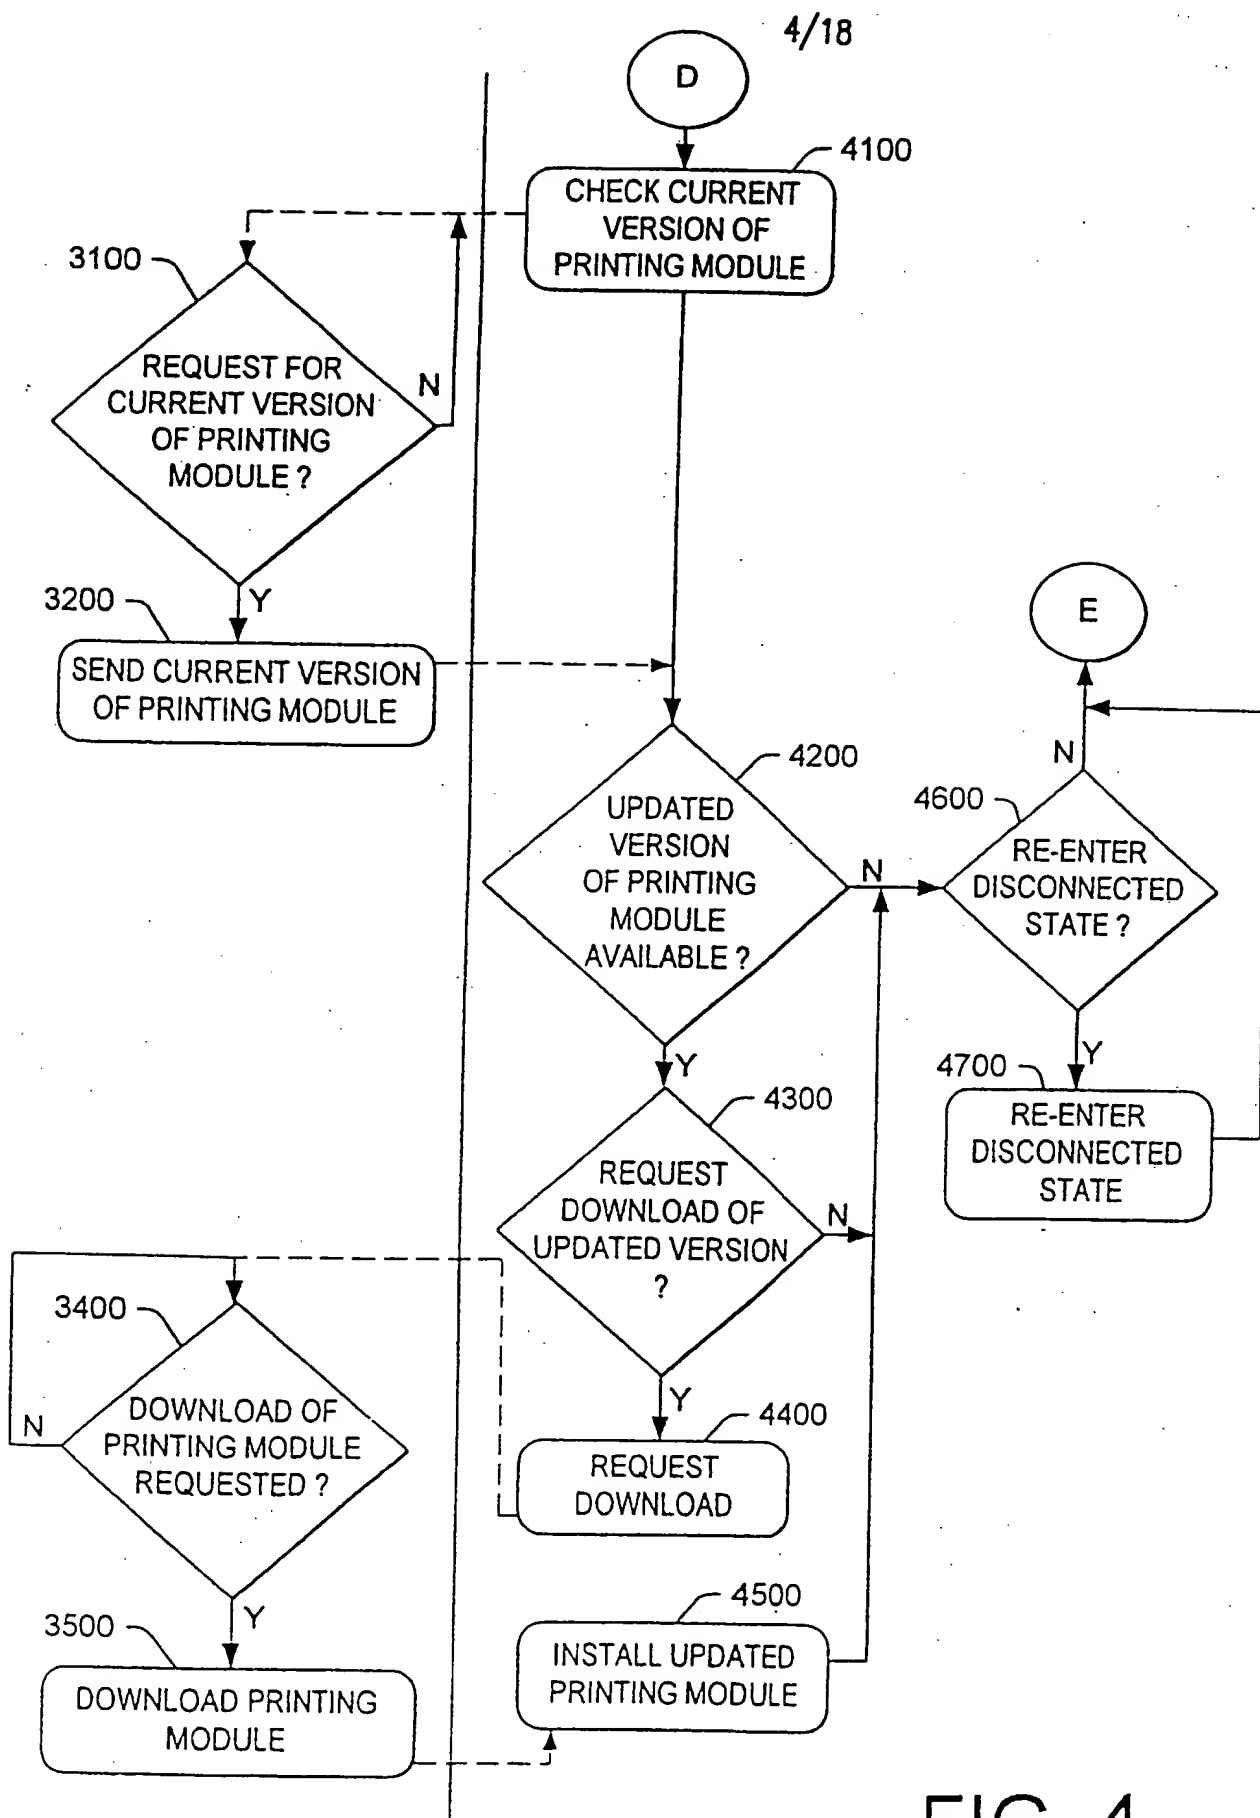 4/18
D
4100
CHECK CURRENT
VERSION OF
PRINTING MODULE
3100
REQUEST FOR
CURRENT VERSION
OF PRINTING
MODULE ?
N
Y
3200
SEND CURRENT VERSION
OF PRINTING MODULE
E
N
4200
UPDATED
VERSION
OF PRINTING
MODULE
AVAILABLE ?
N
Y
4600
RE-ENTER
DISCONNECTED
STATE ?
Y
4700
RE-ENTER
DISCONNECTED
STATE
4300
REQUEST
DOWNLOAD OF
UPDATED VERSION
?
N
Y
3400
DOWNLOAD OF
PRINTING MODULE
REQUESTED ?
N
Y
4400
REQUEST
DOWNLOAD
3500
DOWNLOAD PRINTING
MODULE
4500
INSTALL UPDATED
PRINTING MODULE
FIG. 4